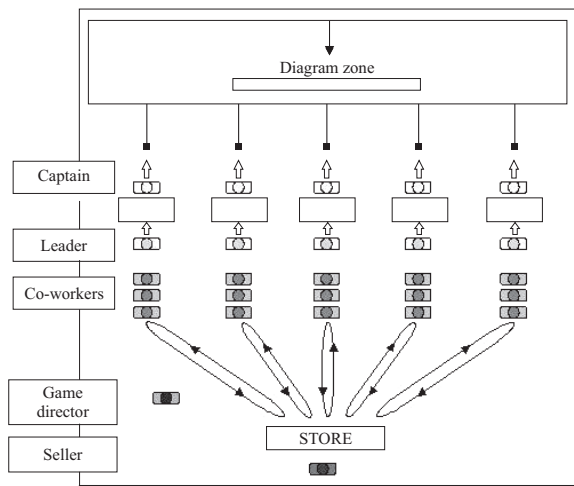 Diagram zone
Captain
Leader
Co-workers
Game
director
STORE
Seller